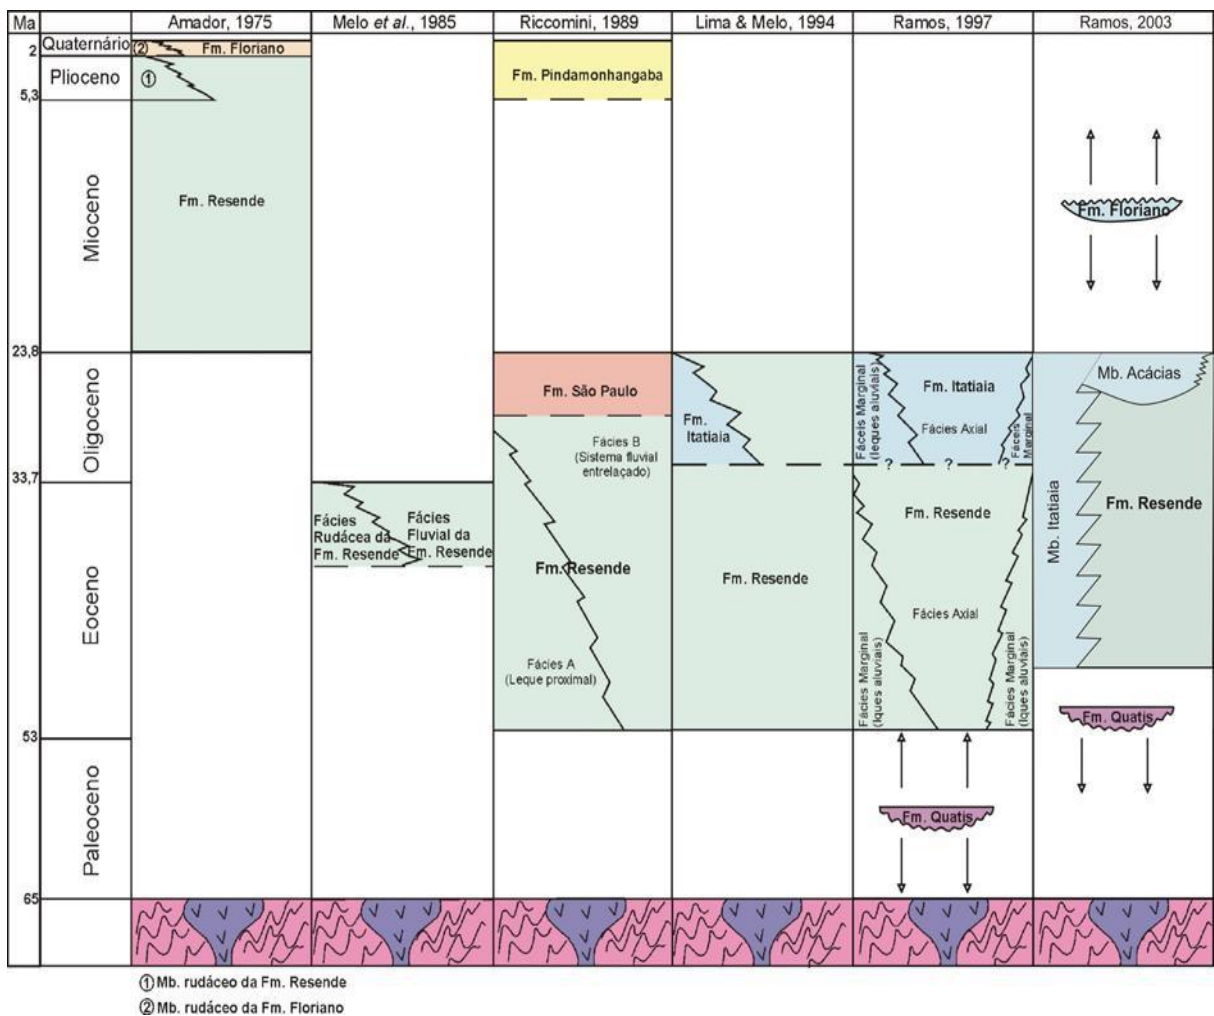 Ma
Amador, 1975
Melo et al., 1985
Riccomini, 1989
Lima & Melo, 1994
Ramos, 1997
Ramos, 2003
Quaternário
2
② Fm. Floriano
Plioceno
①
Fm. Pindamonhangaba
5,3
Mioceno
Fm. Resende
Fm. Floriano
23,8
Oligoceno
Fm. São Paulo
Fácies B
(Sistema fluvial
entrelaçado)
Fm.
Itatiaia
Fáceis Marginal
(leques aluviais)
Fm. Itatiaia
Fácies Axial
Fáceis
Marginal
? ? ?
Mb. Acácias
Mb. Itatiaia
Fm. Resende
33,7
Eoceno
Fácies
Rudácea da
Fm. Resende
Fácies
Fluvial da
Fm. Resende
Fm. Resende
Fácies A
(Leque proximal)
Fm. Resende
Fm. Resende
Fácies Axial
Fácies Marginal
(lques aluviais)
Fácies Marginal
(lques aluviais)
Fm. Quatis
53
Paleoceno
Fm. Quatis
65
① Mb. rudáceo da Fm. Resende
② Mb. rudáceo da Fm. Floriano